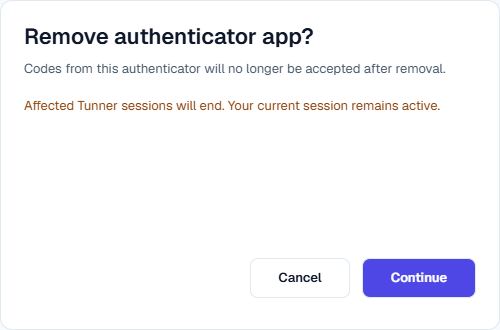 Remove authenticator app?
Codes from this authenticator will no longer be accepted after removal.
Affected Tunner sessions will end. Your current session remains active.
Cancel
Continue